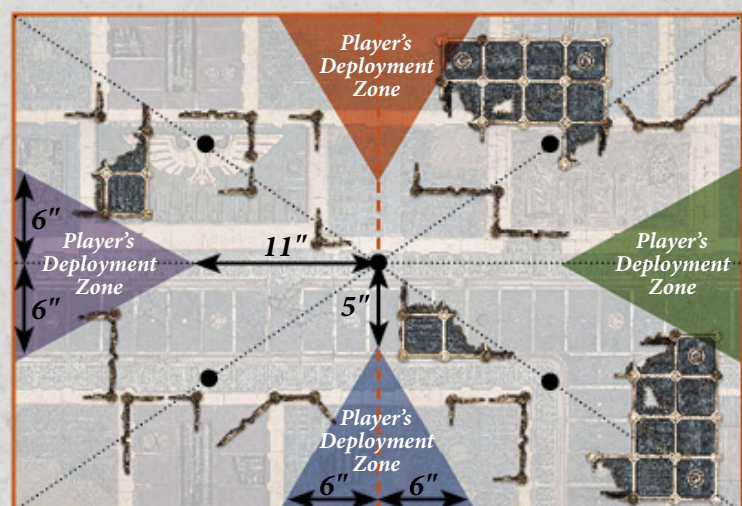 Player's
Deployment
Zone
6"
Player's
Deployment
Zone
11"
Player's
Deployment
Zone
6"
5"
Player's
Deployment
Zone
6"
6"